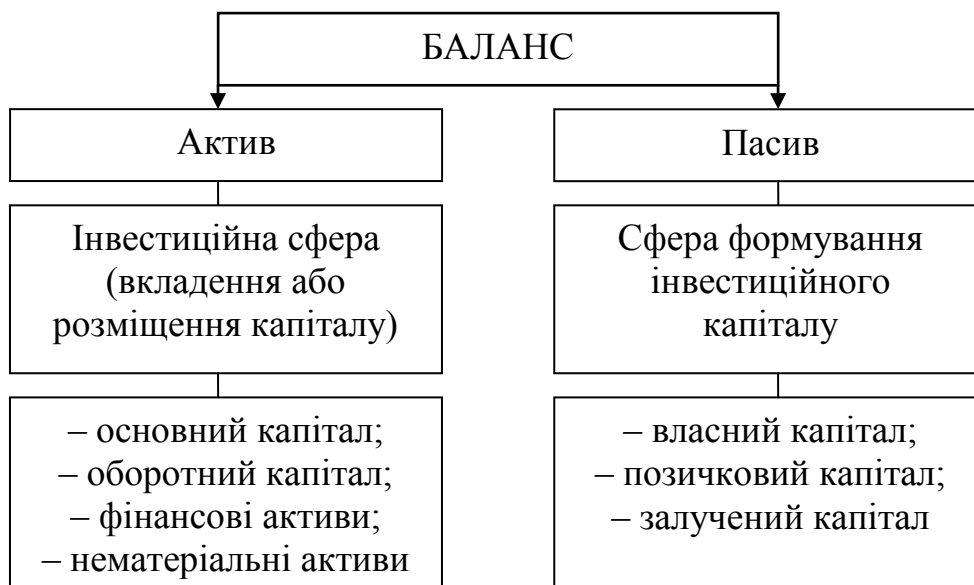 БАЛАНС
Актив
Пасив
Інвестиційна сфера
(вкладення або
розміщення капіталу)
Сфера формування
інвестиційного
капіталу
– основний капітал;
– оборотний капітал;
– фінансові активи;
– нематеріальні активи
– власний капітал;
– позичковий капітал;
– залучений капітал